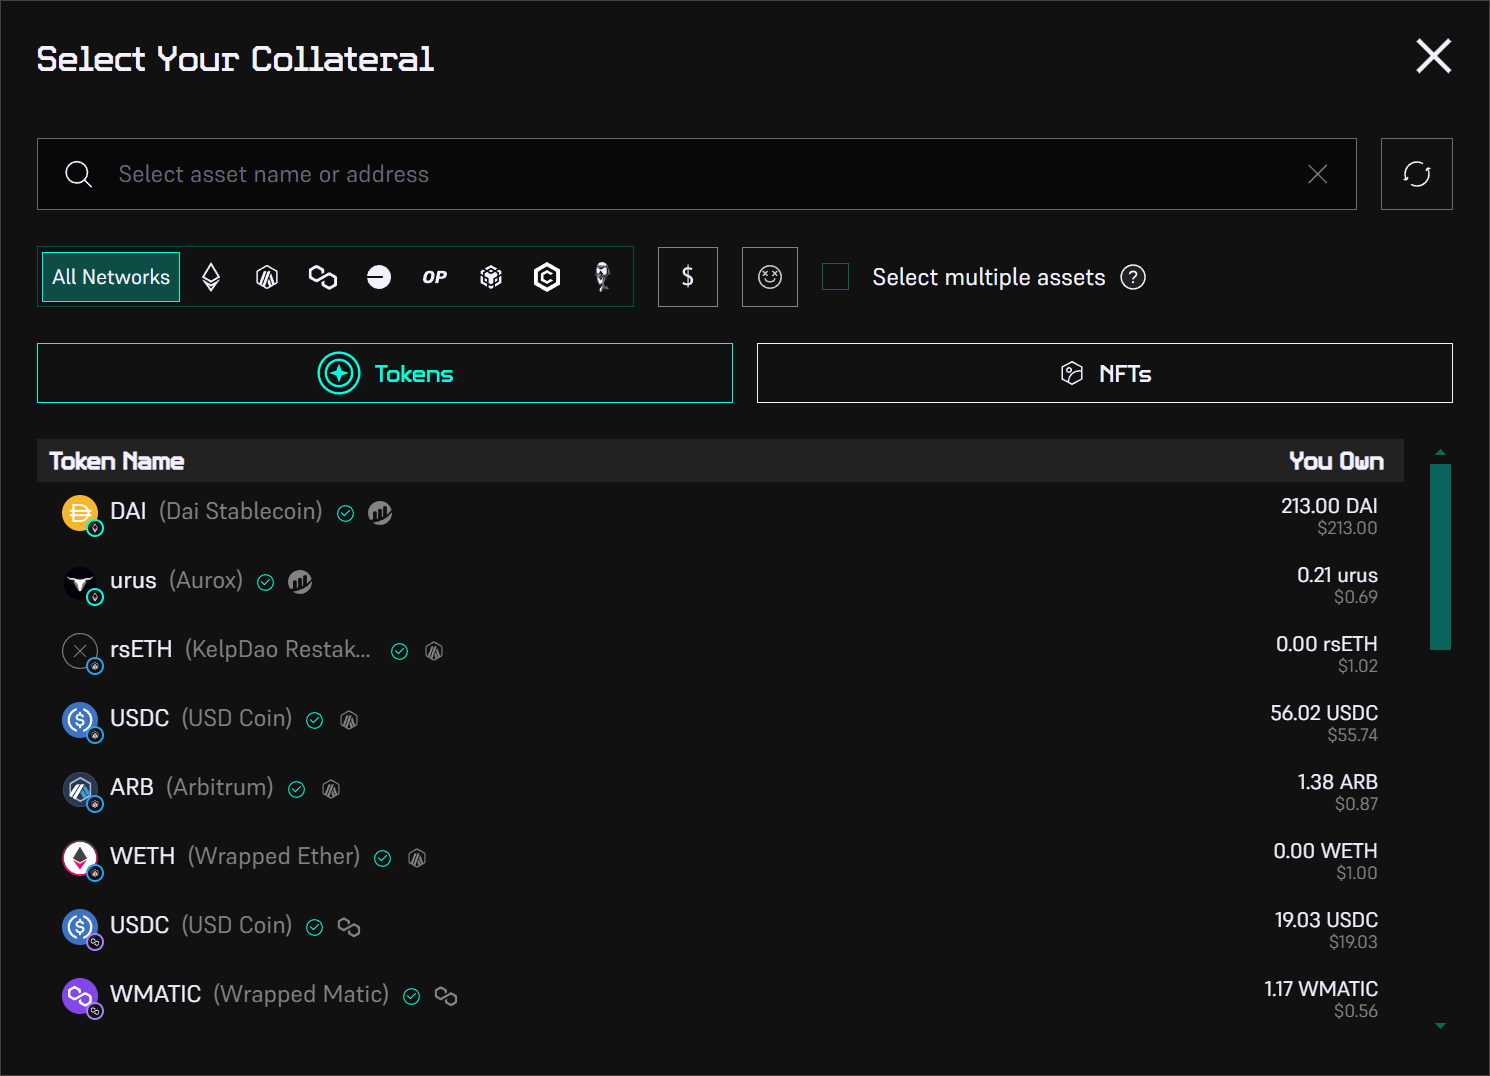 Select Your Collateral
Select asset name or address
All Networks OP $ Select multiple assets ?
Tokens NFTs
Token Name You Own
DAI (Dai Stablecoin) 213.00 DAI
$213.00
urus (Aurox) 0.21 urus
$0.69
rsETH (KelpDao Restak... 0.00 rsETH
$1.02
USDC (USD Coin) 56.02 USDC
$55.74
ARB (Arbitrum) 1.38 ARB
$0.87
WETH (Wrapped Ether) 0.00 WETH
$1.00
USDC (USD Coin) 19.03 USDC
$19.03
WMATIC (Wrapped Matic) 1.17 WMATIC
$0.56